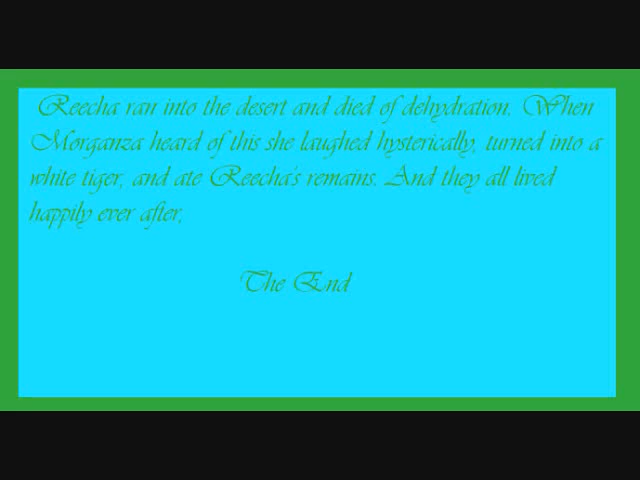 Reecha ran into the desert and died of dehydration. When
Morganza heard of this she laughed hysterically, turned into a
white tiger, and ate Reecha's remains. And they all lived
happily ever after,
The End